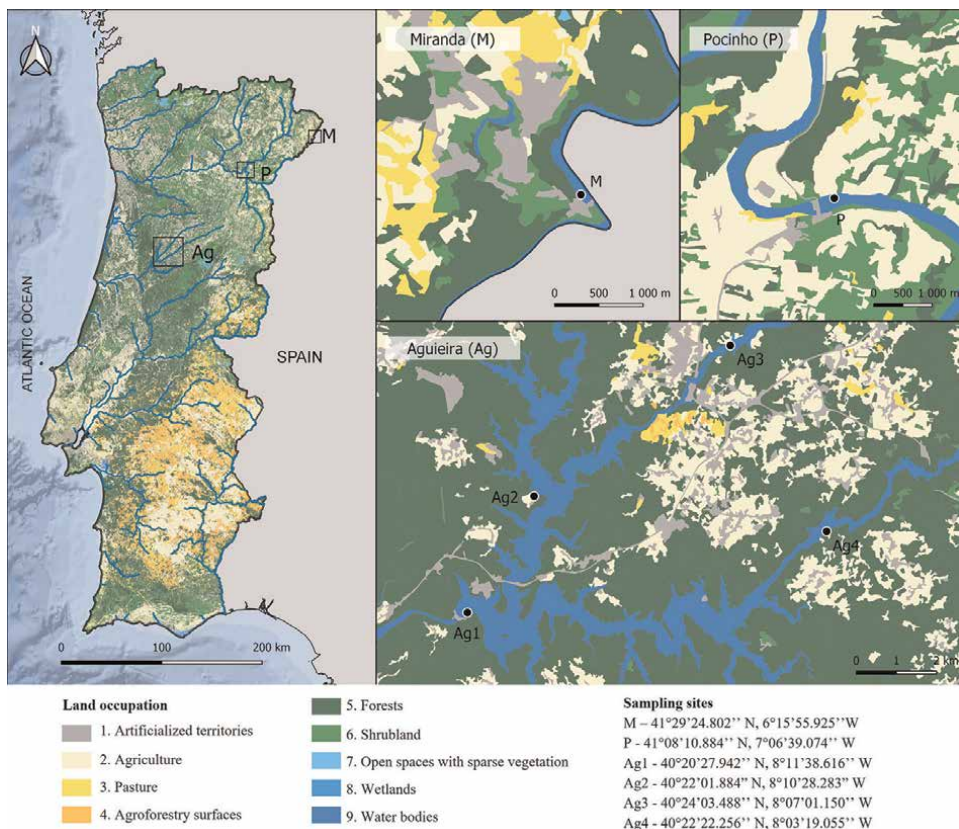 N
ATLANTIC OCEAN
SPAIN
M
P
Ag
0 100 200 km
Miranda (M)
M
0 500 1 000 m
Pocinho (P)
P
0 500 1 000 m
Aguieira (Ag)
Ag3
Ag2
Ag4
Ag1
0 1 2 km
Land occupation
1. Artificialized territories
2. Agriculture
3. Pasture
4. Agroforestry surfaces
5. Forests
6. Shrubland
7. Open spaces with sparse vegetation
8. Wetlands
9. Water bodies
Sampling sites
M – 41°29’24.802’’ N, 6°15’55.925’’W
P - 41°08’10.884’’ N, 7°06’39.074’’ W
Ag1 - 40°20’27.942’’ N, 8°11’38.616’’ W
Ag2 - 40°22’01.884” N, 8°10’28.283” W
Ag3 - 40°24’03.488’’ N, 8°07’01.150’’ W
Ag4 - 40°22’22.256’’ N, 8°03’19.055’’ W